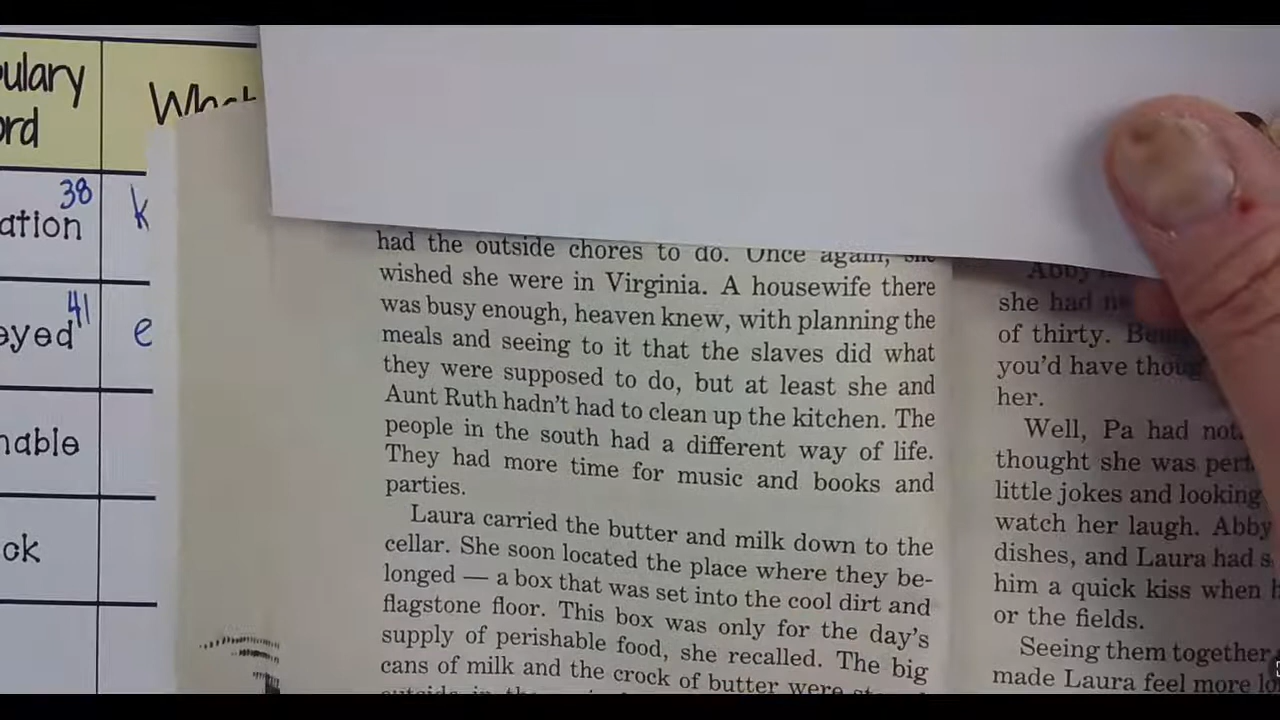 ulary
ord
What
38
ation
k
41
eyed
e
nable
ck
had the outside chores to do. Once again, she
wished she were in Virginia. A housewife there
was busy enough, heaven knew, with planning the
meals and seeing to it that the slaves did what
they were supposed to do, but at least she and
Aunt Ruth hadn't had to clean up the kitchen. The
people in the south had a different way of life.
They had more time for music and books and
parties.
Laura carried the butter and milk down to the
cellar. She soon located the place where they be-
longed — a box that was set into the cool dirt and
flagstone floor. This box was only for the day's
supply of perishable food, she recalled. The big
cans of milk and the crock of butter were
Abby
she had
of thirty.
you'd have
her.
Well, Pa had
thought she was
little jokes and looking
watch her laugh. Abby
dishes, and Laura had
him a quick kiss when
or the fields.
Seeing them together
made Laura feel more